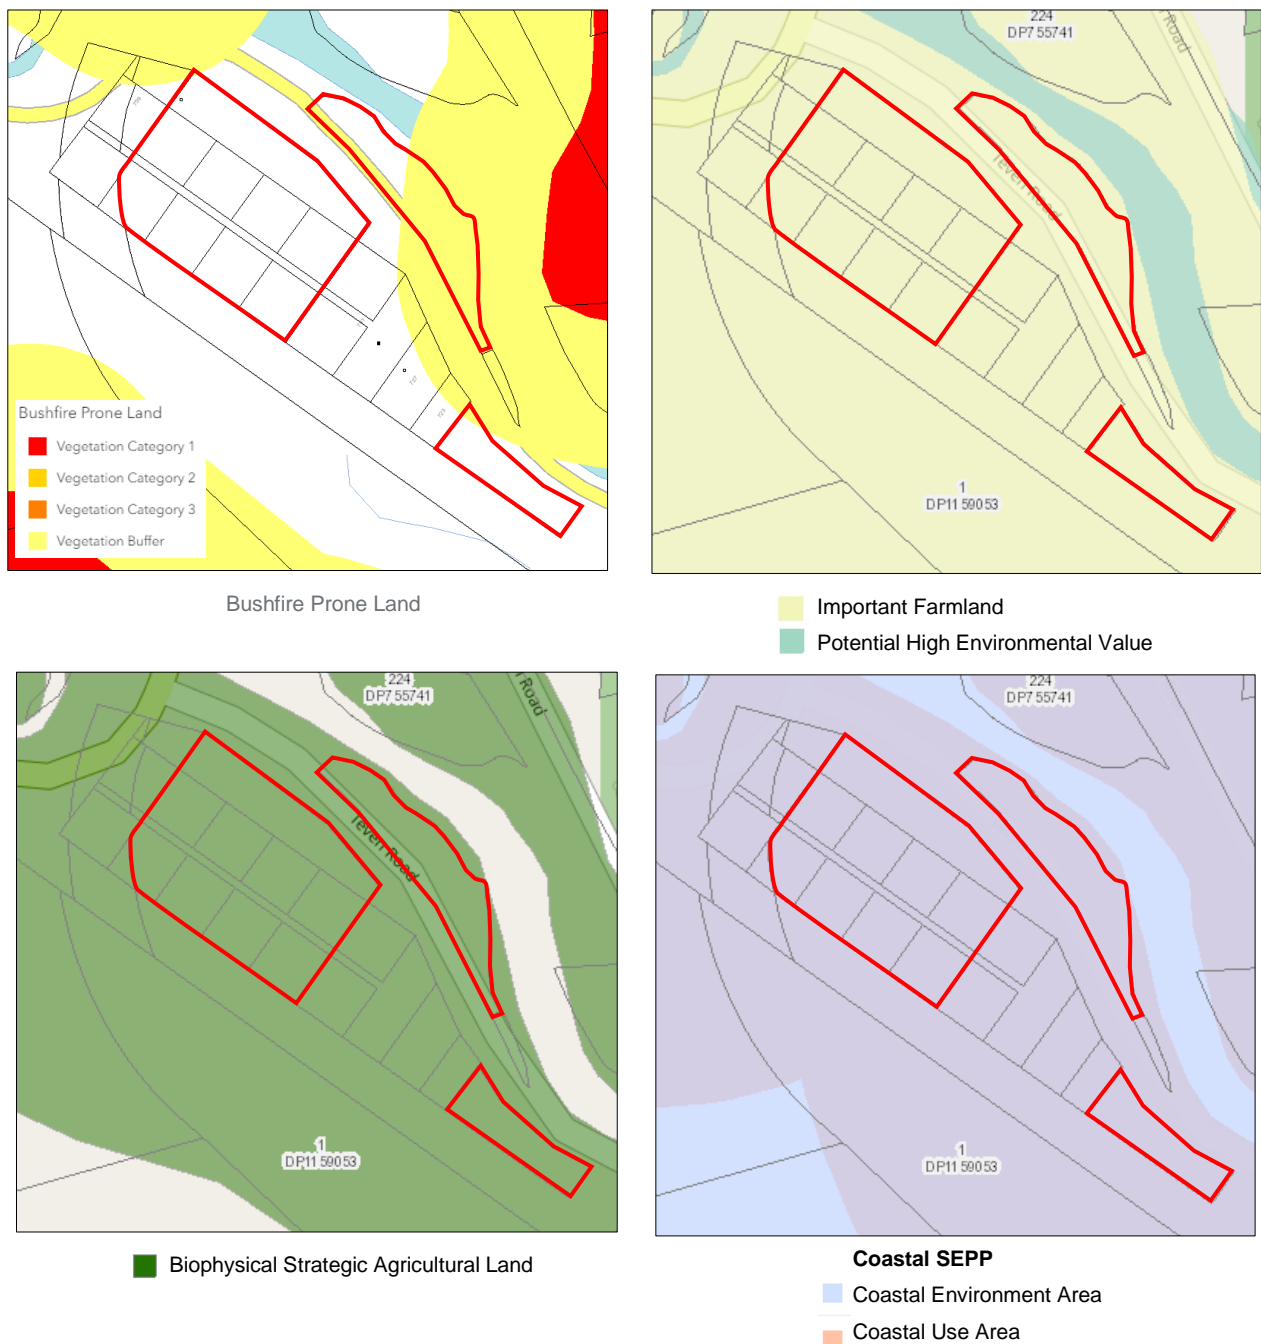 224
DP755741
Road
Teven Road
Bushfire Prone Land
Vegetation Category 1
Vegetation Category 2
Vegetation Category 3
Vegetation Buffer
1
DP1159053
Bushfire Prone Land
Important Farmland
Potential High Environmental Value
224
DP755741
Road
Teven Road
1
DP1159053
224
DP755741
1
DP1159053
Biophysical Strategic Agricultural Land
Coastal SEPP
Coastal Environment Area
Coastal Use Area